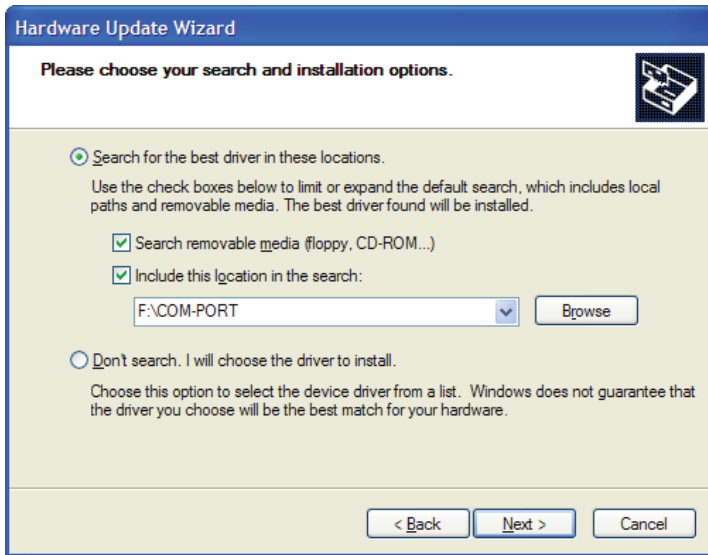 Hardware Update Wizard
Please choose your search and installation options.
Search for the best driver in these locations.
Use the check boxes below to limit or expand the default search, which includes local
paths and removable media. The best driver found will be installed.
Search removable media (floppy, CD-ROM...)
Include this location in the search:
F:\COM-PORT
Browse
Don't search. I will choose the driver to install.
Choose this option to select the device driver from a list. Windows does not guarantee that
the driver you choose will be the best match for your hardware.
< Back
Next >
Cancel